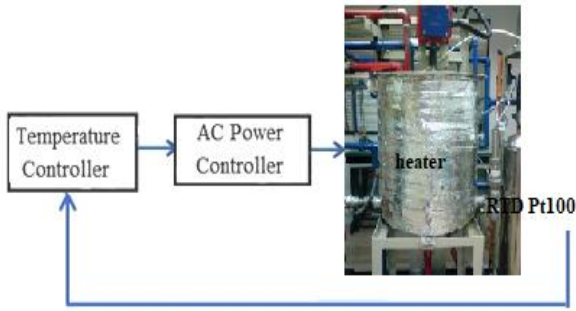 Temperature
Controller
AC Power
Controller
heater
RTD Pt100